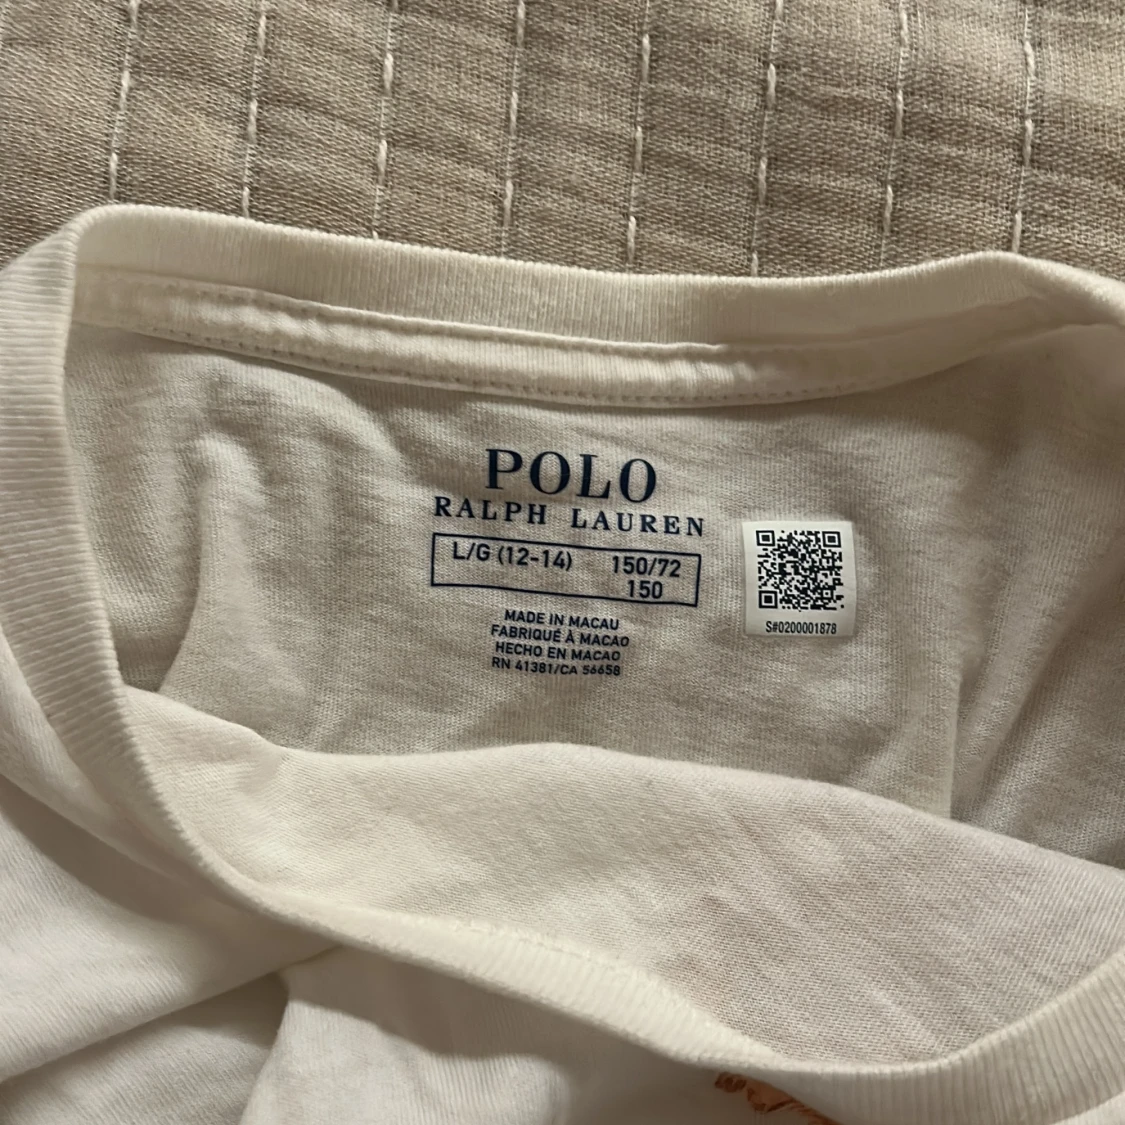 POLO
RALPH LAUREN
L/G (12-14) 150/72
150
MADE IN MACAU
FABRIQUÉ À MACAO
HECHO EN MACAO
RN 41381/CA 56658
S#0200001878